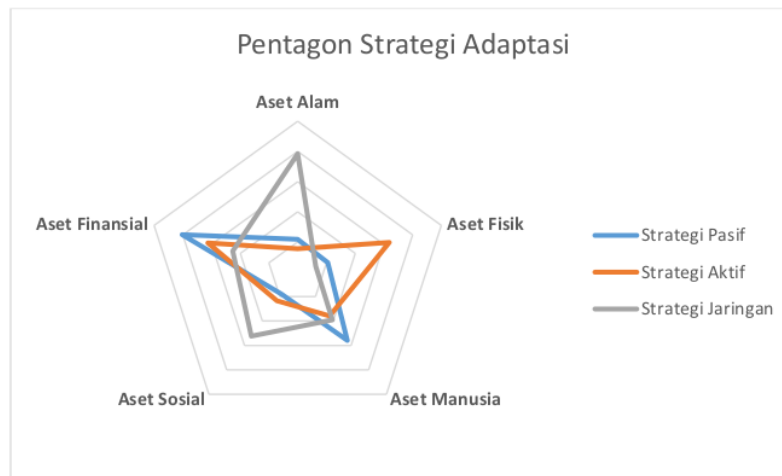 Pentagon Strategi Adaptasi
Aset Alam
Aset Finansial
Aset Fisik
Strategi Pasif
Strategi Aktif
Strategi Jaringan
Aset Sosial
Aset Manusia